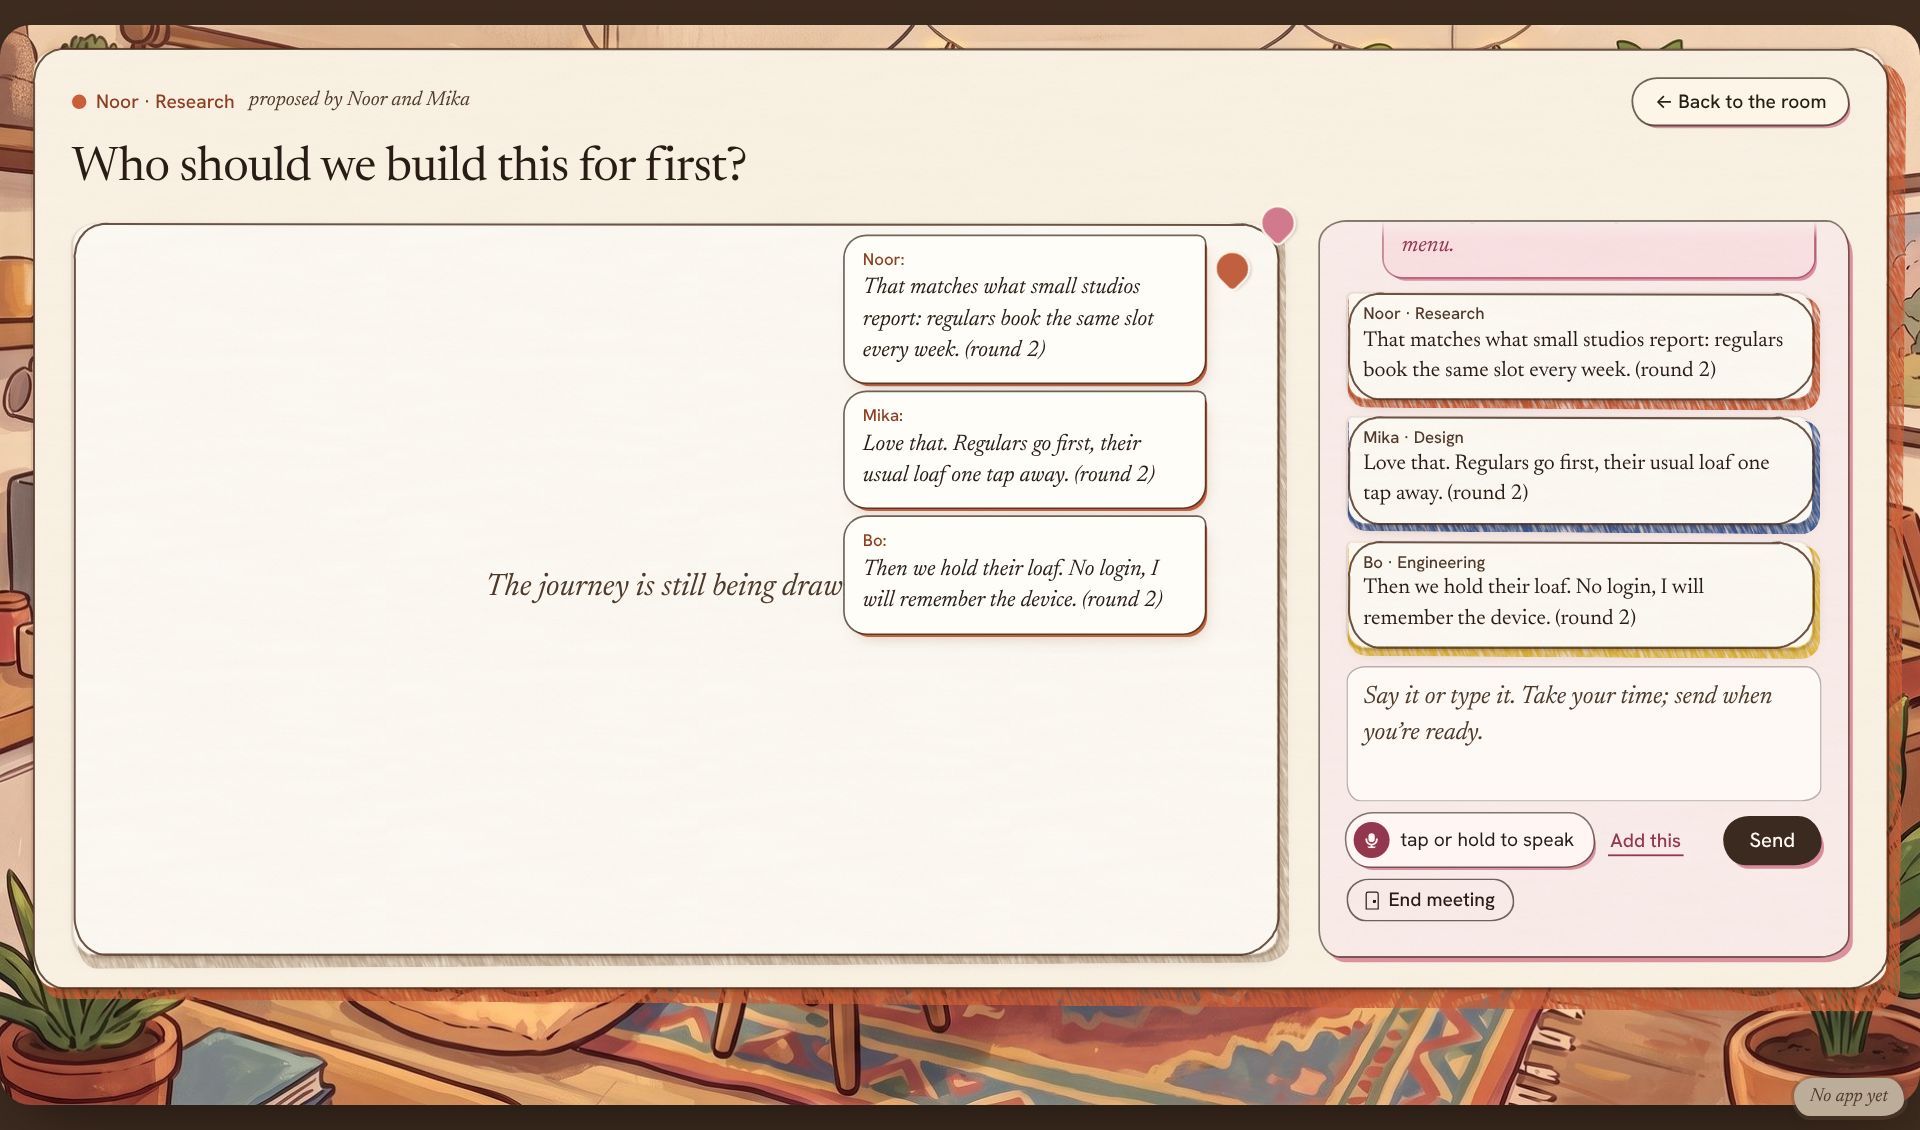 Noor · Research proposed by Noor and Mika
← Back to the room
Who should we build this for first?
Noor:
That matches what small studios
report: regulars book the same slot
every week. (round 2)
Mika:
Love that. Regulars go first, their
usual loaf one tap away. (round 2)
The journey is still being draw
Bo:
Then we hold their loaf. No login, I
will remember the device. (round 2)
menu.
Noor · Research
That matches what small studios report: regulars
book the same slot every week. (round 2)
Mika · Design
Love that. Regulars go first, their usual loaf one
tap away. (round 2)
Bo · Engineering
Then we hold their loaf. No login, I will
remember the device. (round 2)
Say it or type it. Take your time; send when
you’re ready.
tap or hold to speak Add this Send
End meeting
No app yet